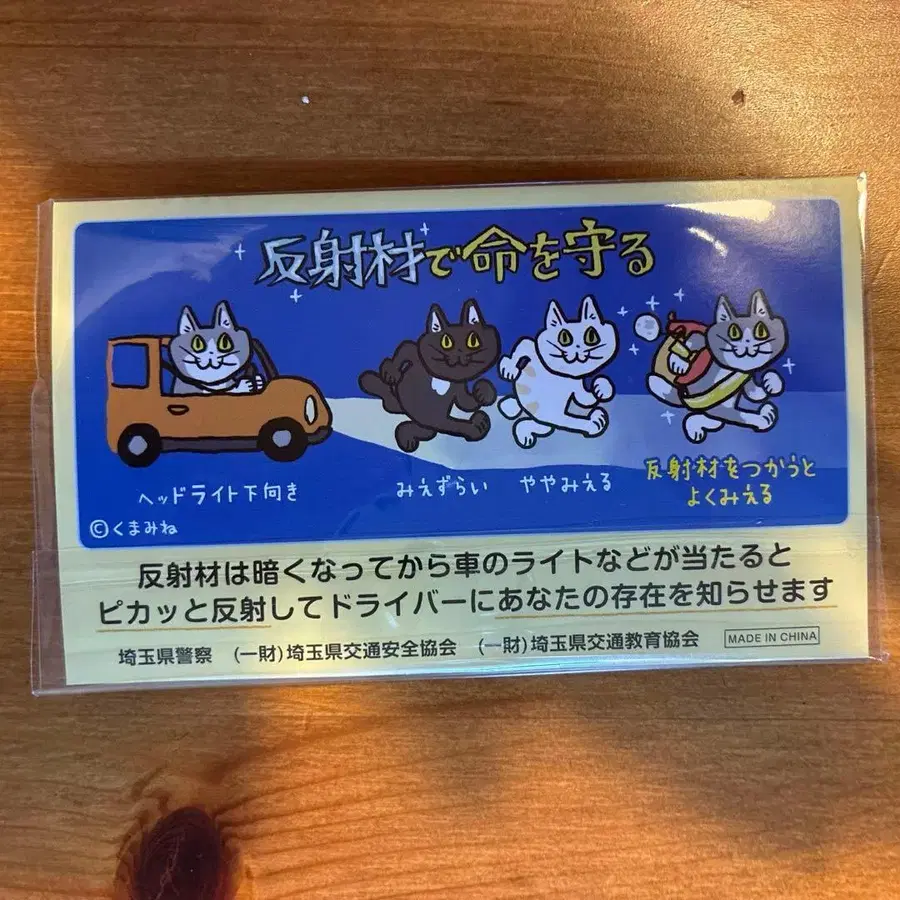 反射材で命を守る
ヘッドライト下向き
みえずらい
ややみえる
反射材をつかうと
よくみえる
©くまみね
反射材は暗くなってから車のライトなどが当たると
ピカッと反射してドライバーにあなたの存在を知らせます
埼玉県警察 (一財)埼玉県交通安全協会 (一財)埼玉県交通教育協会 MADE IN CHINA